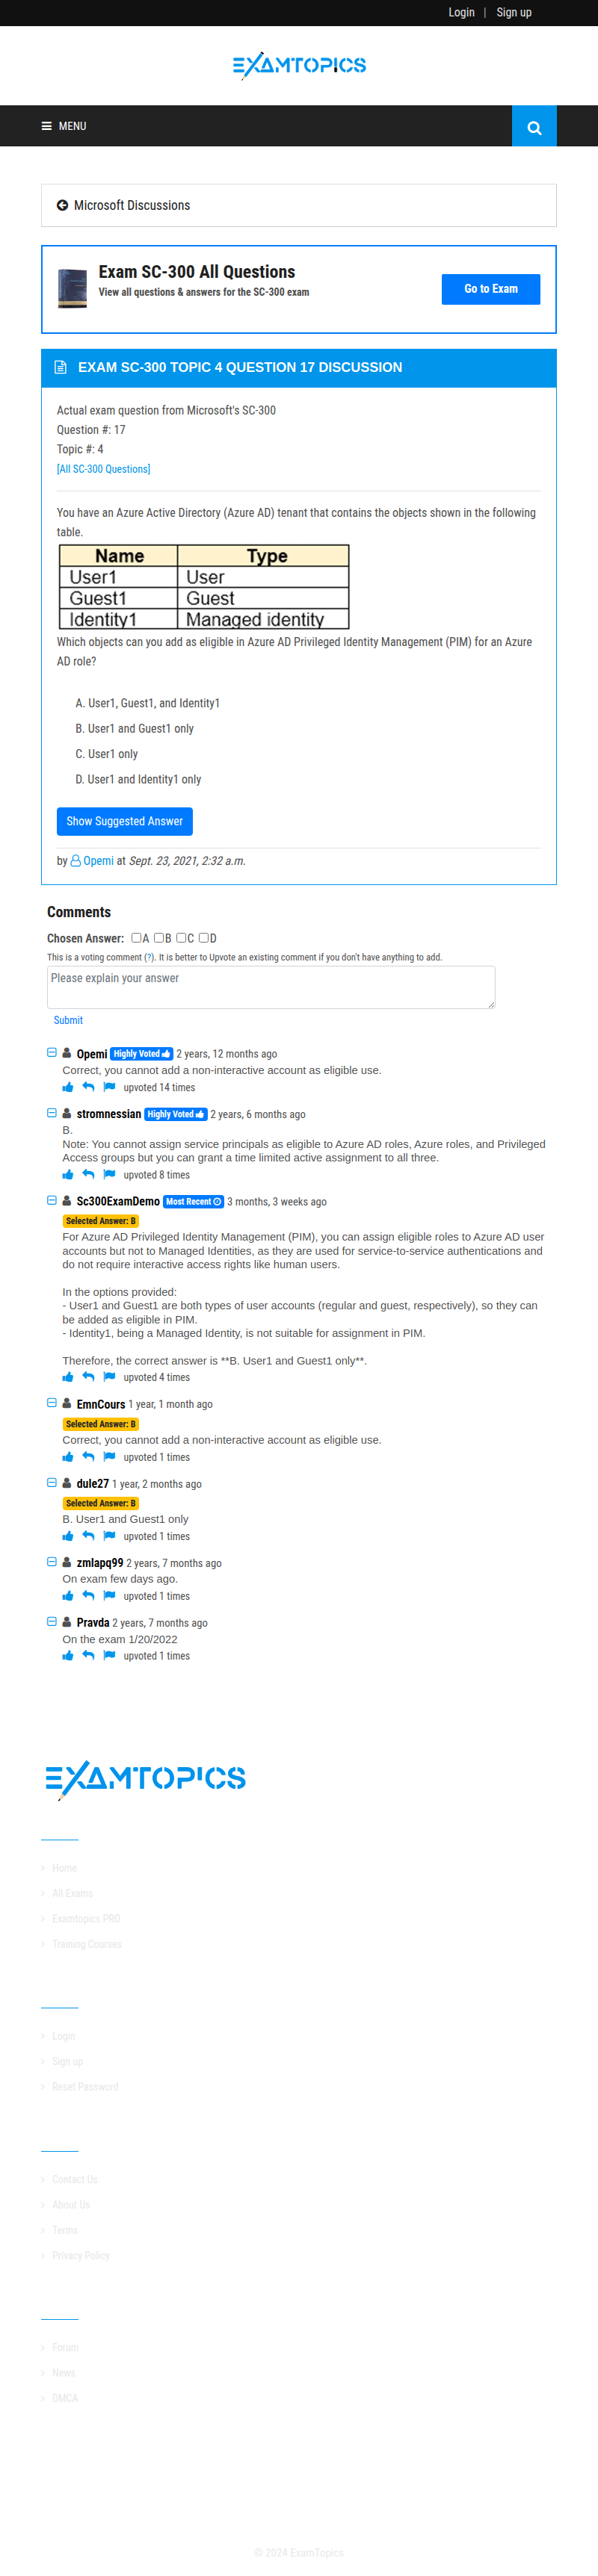 Login | Sign up
EXAMTOPICS
MENU
Microsoft Discussions
Exam SC-300 All Questions
View all questions & answers for the SC-300 exam
Go to Exam
EXAM SC-300 TOPIC 4 QUESTION 17 DISCUSSION
Actual exam question from Microsoft's SC-300
Question #: 17
Topic #: 4
[All SC-300 Questions]
You have an Azure Active Directory (Azure AD) tenant that contains the objects shown in the following
table.
Name Type
User1 User
Guest1 Guest
Identity1 Managed identity
Which objects can you add as eligible in Azure AD Privileged Identity Management (PIM) for an Azure
AD role?
A. User1, Guest1, and Identity1
B. User1 and Guest1 only
C. User1 only
D. User1 and Identity1 only
Show Suggested Answer
by Opemi at Sept. 23, 2021, 2:32 a.m.
Comments
Chosen Answer: A B C D
This is a voting comment (?). It is better to Upvote an existing comment if you don't have anything to add.
Please explain your answer
Submit
Opemi Highly Voted 2 years, 12 months ago
Correct, you cannot add a non-interactive account as eligible use.
upvoted 14 times
stromnessian Highly Voted 2 years, 6 months ago
B.
Note: You cannot assign service principals as eligible to Azure AD roles, Azure roles, and Privileged
Access groups but you can grant a time limited active assignment to all three.
upvoted 8 times
Sc300ExamDemo Most Recent 3 months, 3 weeks ago
Selected Answer: B
For Azure AD Privileged Identity Management (PIM), you can assign eligible roles to Azure AD user
accounts but not to Managed Identities, as they are used for service-to-service authentications and
do not require interactive access rights like human users.
In the options provided:
- User1 and Guest1 are both types of user accounts (regular and guest, respectively), so they can
be added as eligible in PIM.
- Identity1, being a Managed Identity, is not suitable for assignment in PIM.
Therefore, the correct answer is **B. User1 and Guest1 only**.
upvoted 4 times
EmnCours 1 year, 1 month ago
Selected Answer: B
Correct, you cannot add a non-interactive account as eligible use.
upvoted 1 times
dule27 1 year, 2 months ago
Selected Answer: B
B. User1 and Guest1 only
upvoted 1 times
zmlapq99 2 years, 7 months ago
On exam few days ago.
upvoted 1 times
Pravda 2 years, 7 months ago
On the exam 1/20/2022
upvoted 1 times
EXAMTOPICS
Home
All Exams
Examtopics PRO
Training Courses
Login
Sign up
Reset Password
Contact Us
About Us
Terms
Privacy Policy
Forum
News
DMCA
© 2024 ExamTopics